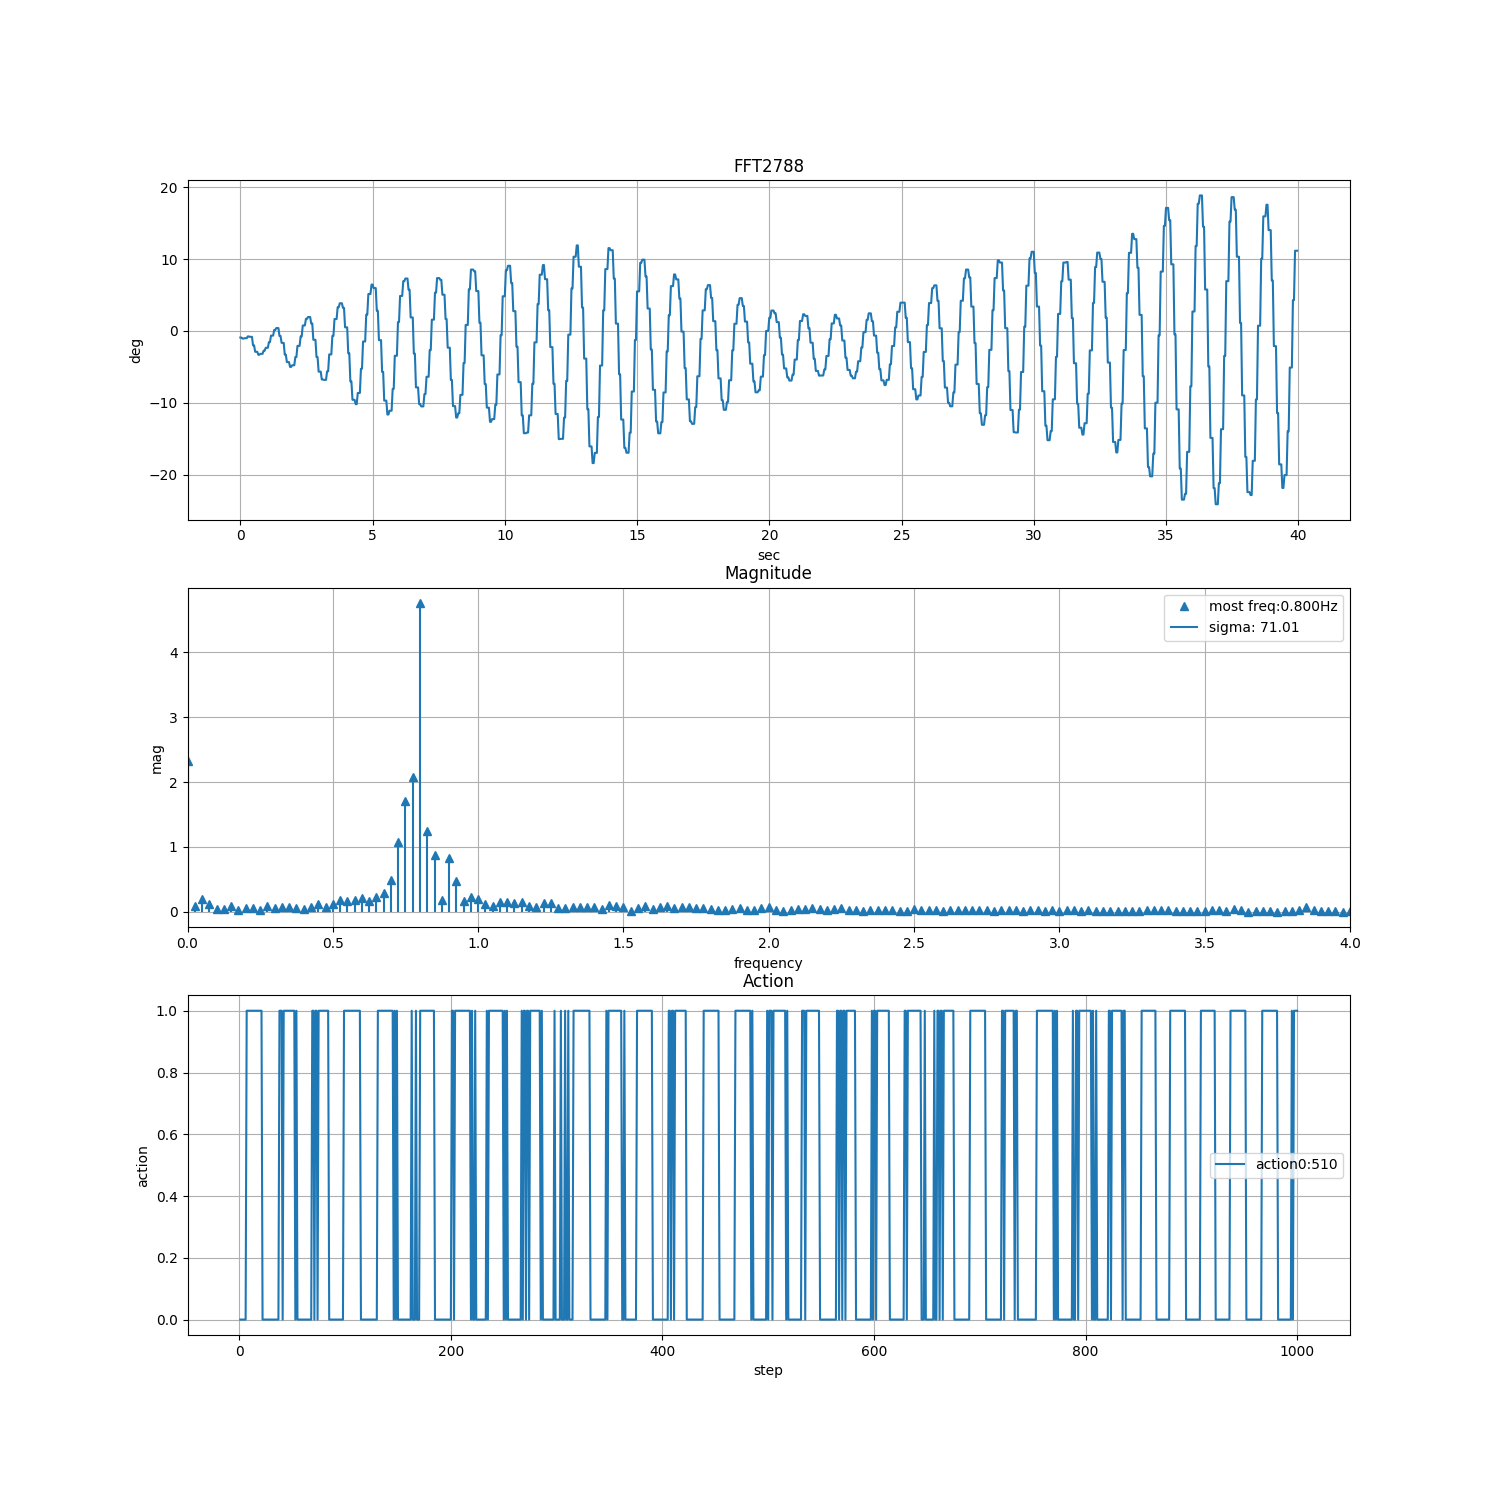 FFT2788
20
10
0
−10
−20
deg
0 5 10 15 20 25 30 35 40
sec
Magnitude
most freq:0.800Hz
sigma: 71.01
4
3
2
1
0
mag
0.0 0.5 1.0 1.5 2.0 2.5 3.0 3.5 4.0
frequency
Action
1.0
0.8
0.6
0.4
0.2
0.0
action
action0:510
0 200 400 600 800 1000
step